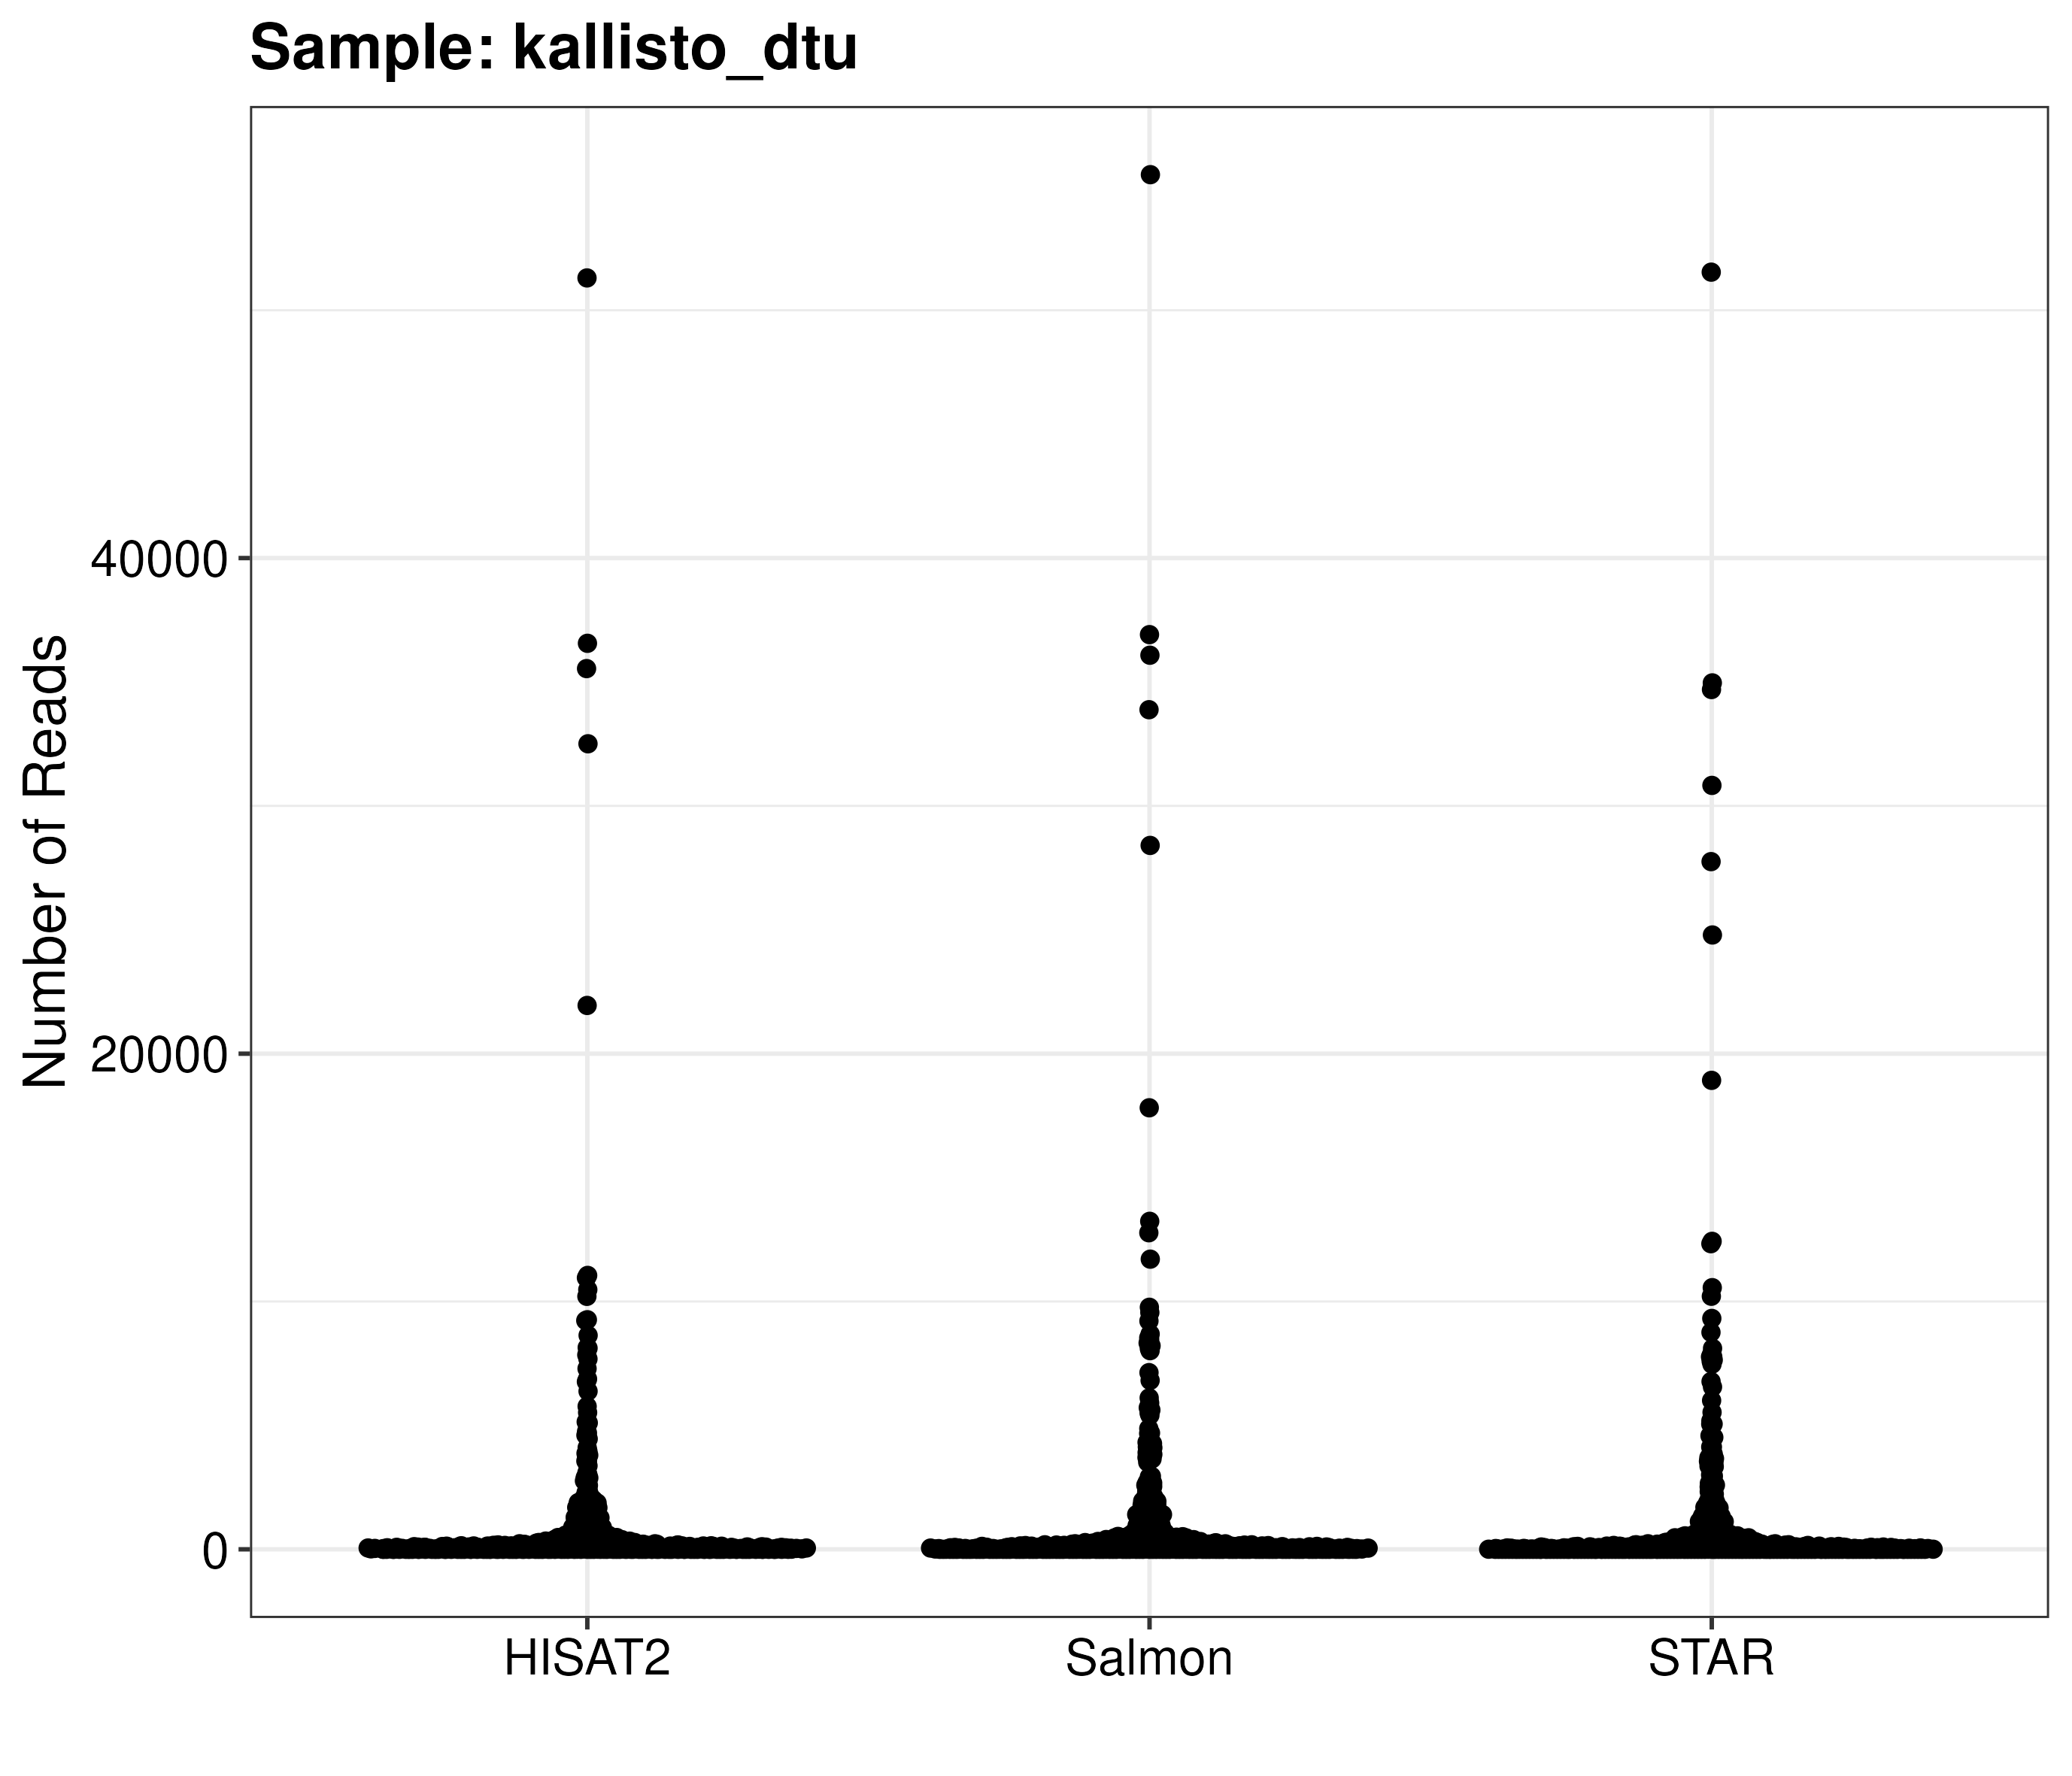 Sample: kallisto_dtu
Number of Reads
40000
20000
0
HISAT2 Salmon STAR